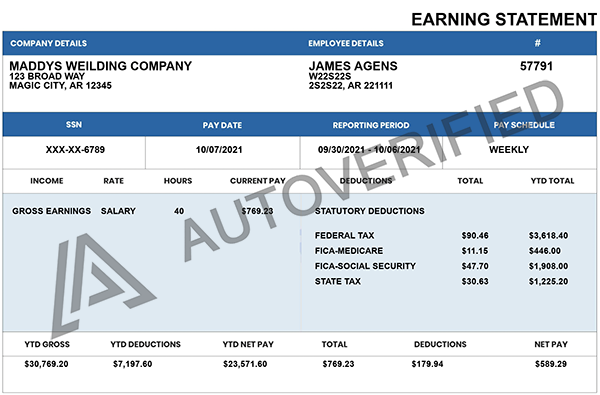 EARNING STATEMENT
COMPANY DETAILS EMPLOYEE DETAILS #
MADDYS WEILDING COMPANY JAMES AGENS 57791
123 BROAD WAY W22S22S
MAGIC CITY, AR 12345 2S2S22, AR 221111
SSN PAY DATE REPORTING PERIOD PAY SCHEDULE
XXX-XX-6789 10/07/2021 09/30/2021 - 10/06/2021 WEEKLY
INCOME RATE HOURS CURRENT PAY DEDUCTIONS TOTAL YTD TOTAL
GROSS EARNINGS SALARY 40 $769.23 STATUTORY DEDUCTIONS
FEDERAL TAX $90.46 $3,618.40
FICA-MEDICARE $11.15 $446.00
FICA-SOCIAL SECURITY $47.70 $1,908.00
STATE TAX $30.63 $1,225.20
YTD GROSS YTD DEDUCTIONS YTD NET PAY TOTAL DEDUCTIONS NET PAY
$30,769.20 $7,197.60 $23,571.60 $769.23 $179.94 $589.29
AUTOVERIFIED